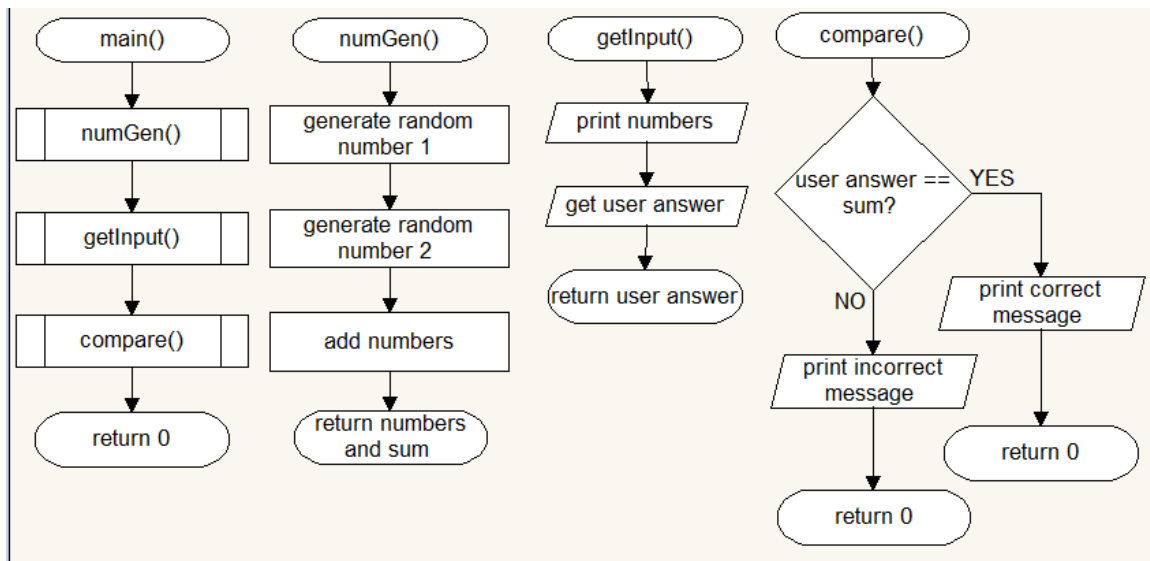 main()
numGen()
getInput()
compare()
return 0
numGen()
generate random
number 1
generate random
number 2
add numbers
return numbers
and sum
getInput()
print numbers
get user answer
return user answer
compare()
user answer ==
sum?
YES
NO
print correct
message
return 0
print incorrect
message
return 0